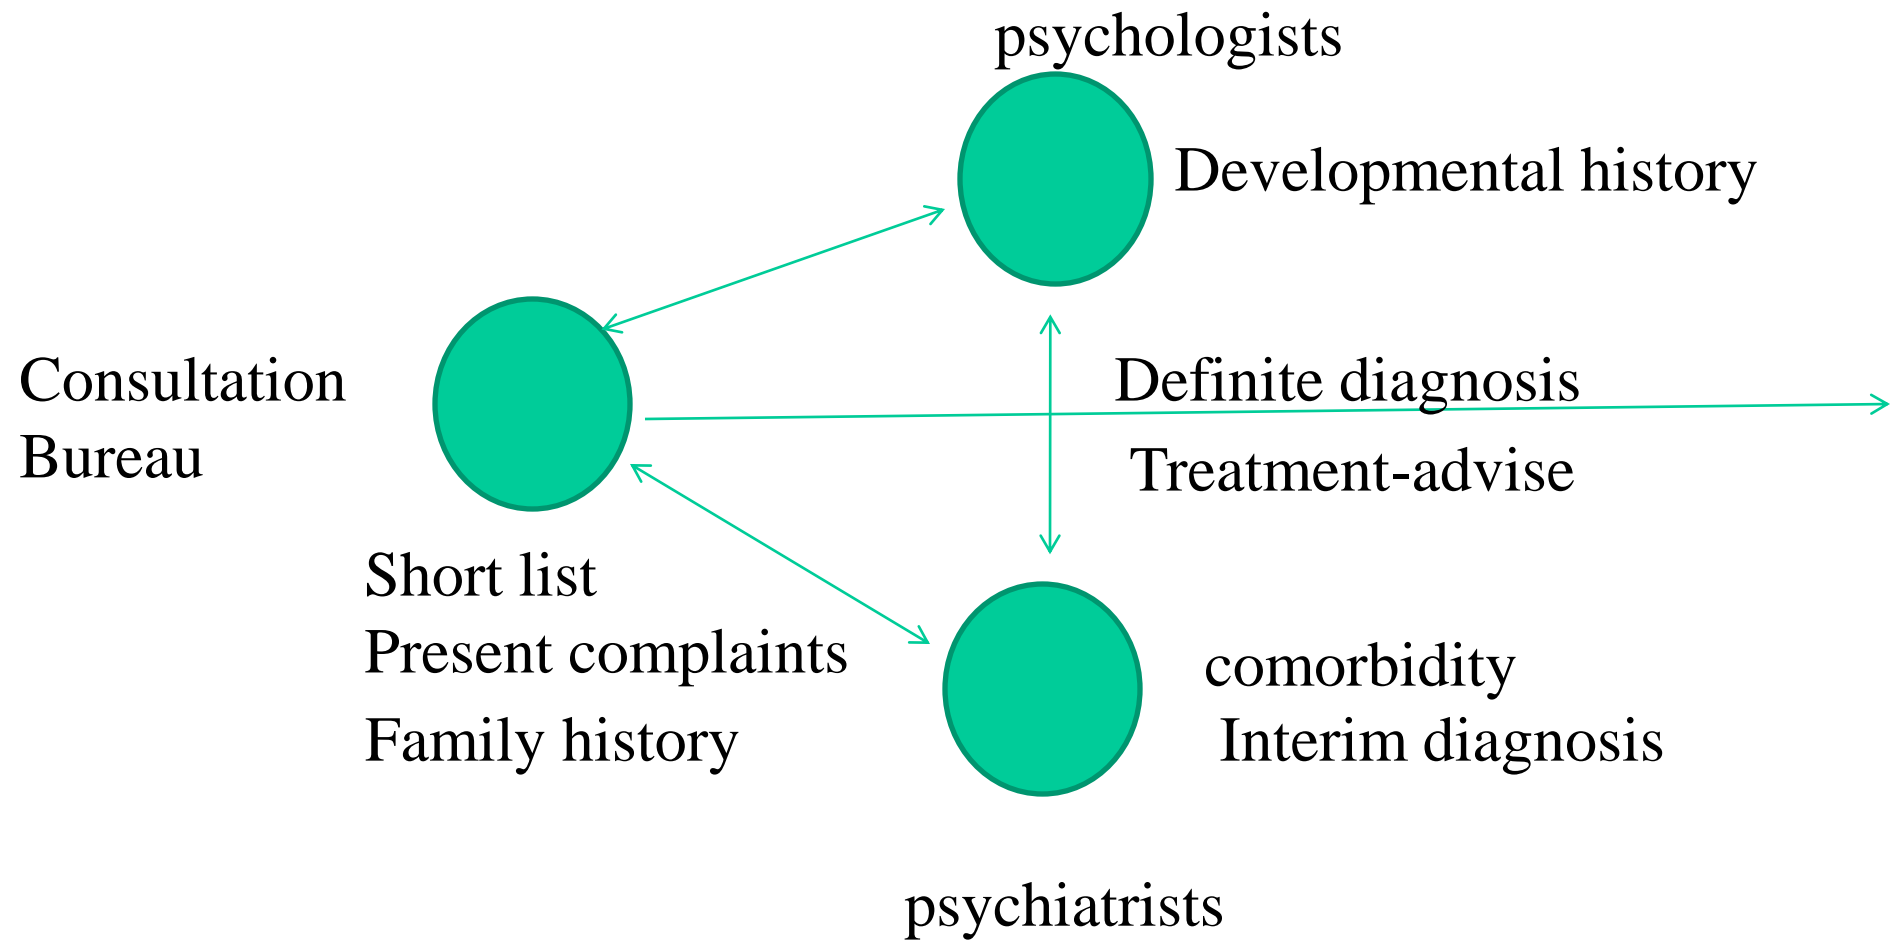 psychologists
Developmental history
Consultation
Bureau
Definite diagnosis
Treatment-advise
Short list
Present complaints
Family history
comorbidity
Interim diagnosis
psychiatrists